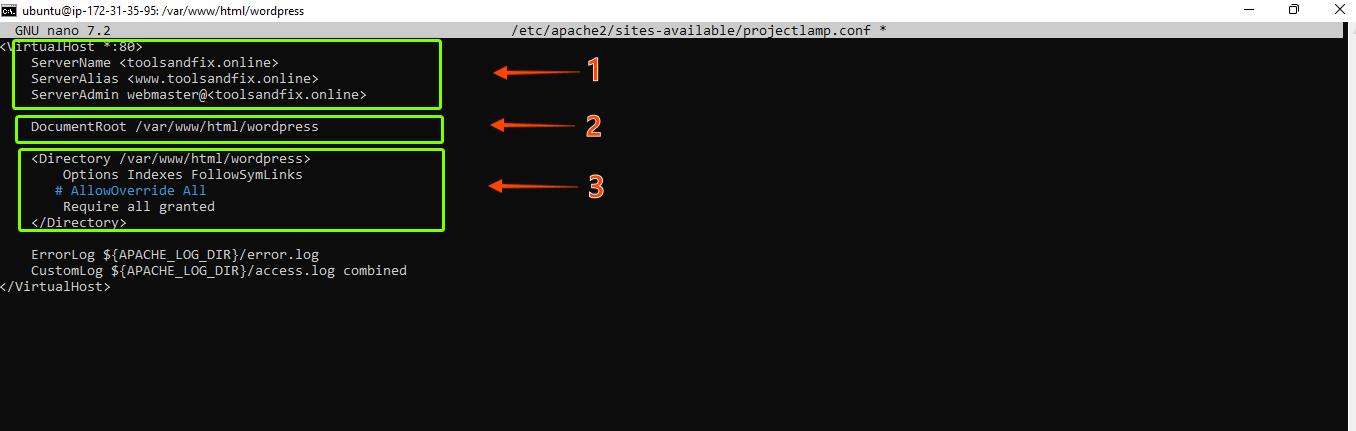 ubuntu@ip-172-31-35-95: /var/www/html/wordpress
GNU nano 7.2 /etc/apache2/sites-available/projectlamp.conf *
<VirtualHost *:80>
ServerName <toolsandfix.online>
ServerAlias <www.toolsandfix.online>
ServerAdmin webmaster@<toolsandfix.online>
1
DocumentRoot /var/www/html/wordpress
2
<Directory /var/www/html/wordpress>
Options Indexes FollowSymLinks
# AllowOverride All
Require all granted
</Directory>
3
ErrorLog ${APACHE_LOG_DIR}/error.log
CustomLog ${APACHE_LOG_DIR}/access.log combined
</VirtualHost>